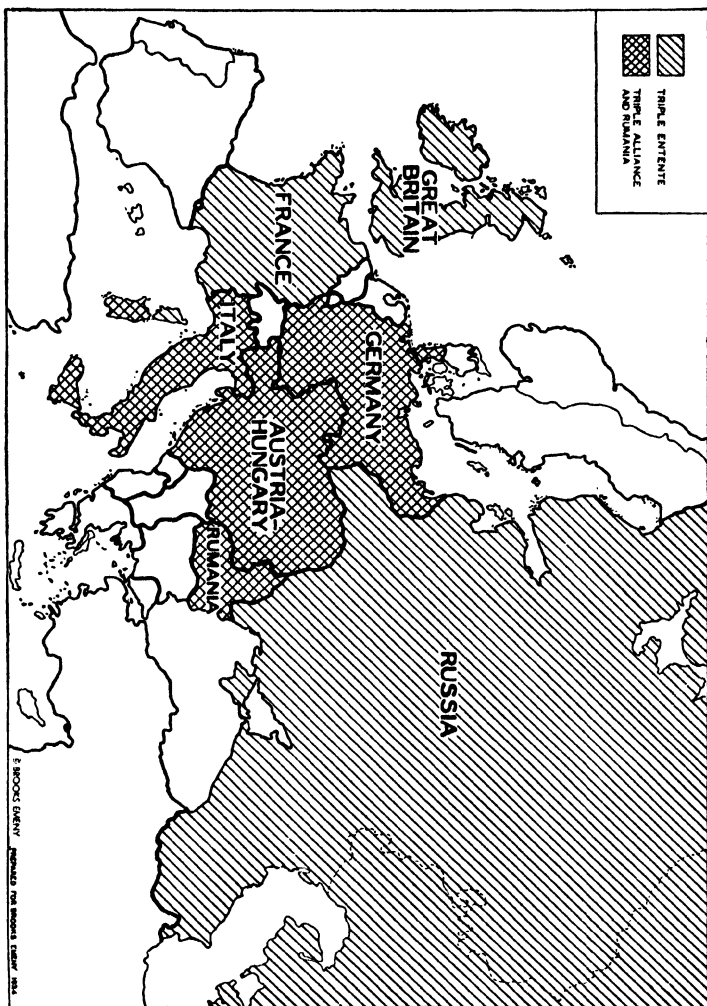 TRIPLE ENTENTE
TRIPLE ALLIANCE
AND RUMANIA
GREAT
BRITAIN
FRANCE
GERMANY
ITALY
AUSTRIA-
HUNGARY
RUMANIA
RUSSIA
© BROOKS EMENY PREPARED FOR BROOKS EMENY 1934